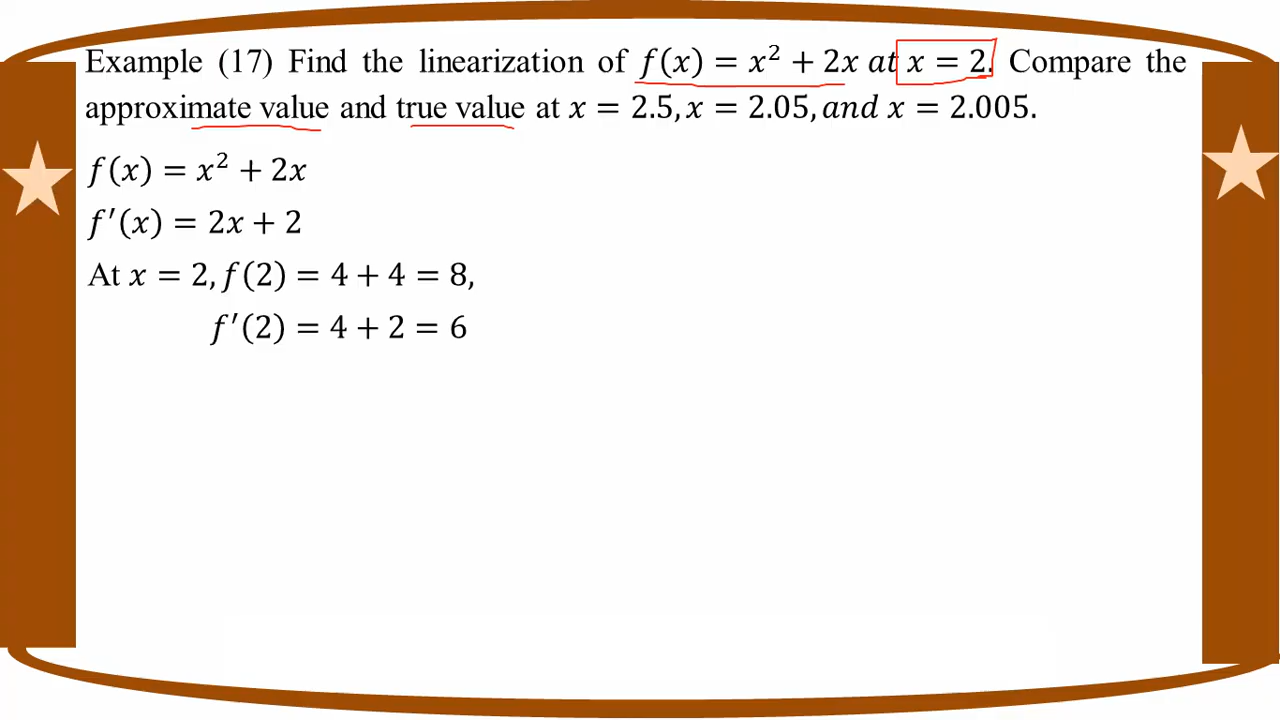 Example (17) Find the linearization of f(x) = x² + 2x at x = 2. Compare the
approximate value and true value at x = 2.5, x = 2.05, and x = 2.005.
f(x) = x² + 2x
f′(x) = 2x + 2
At x = 2, f(2) = 4 + 4 = 8,
f′(2) = 4 + 2 = 6